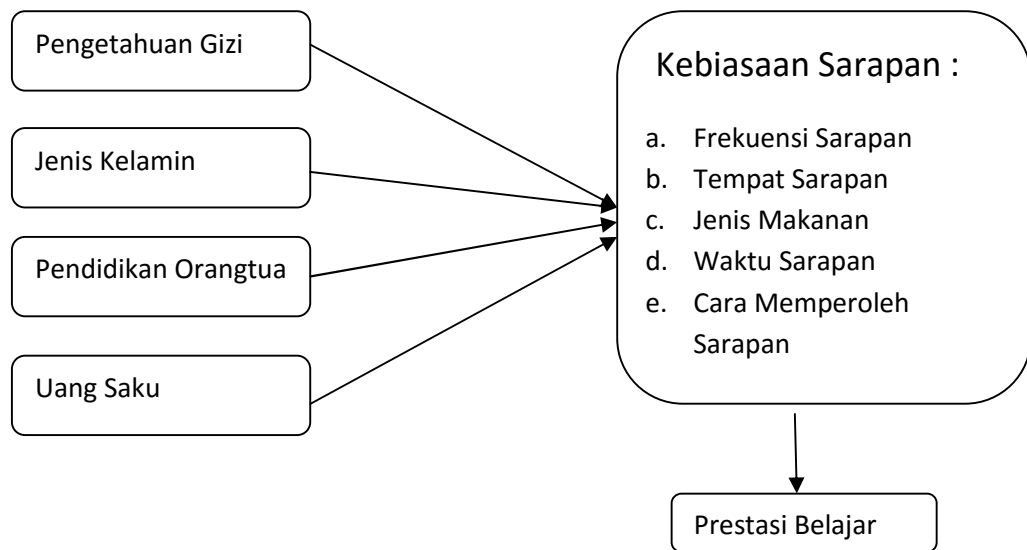 Pengetahuan Gizi
Jenis Kelamin
Pendidikan Orangtua
Uang Saku
Kebiasaan Sarapan :
a. Frekuensi Sarapan
b. Tempat Sarapan
c. Jenis Makanan
d. Waktu Sarapan
e. Cara Memperoleh
Sarapan
Prestasi Belajar